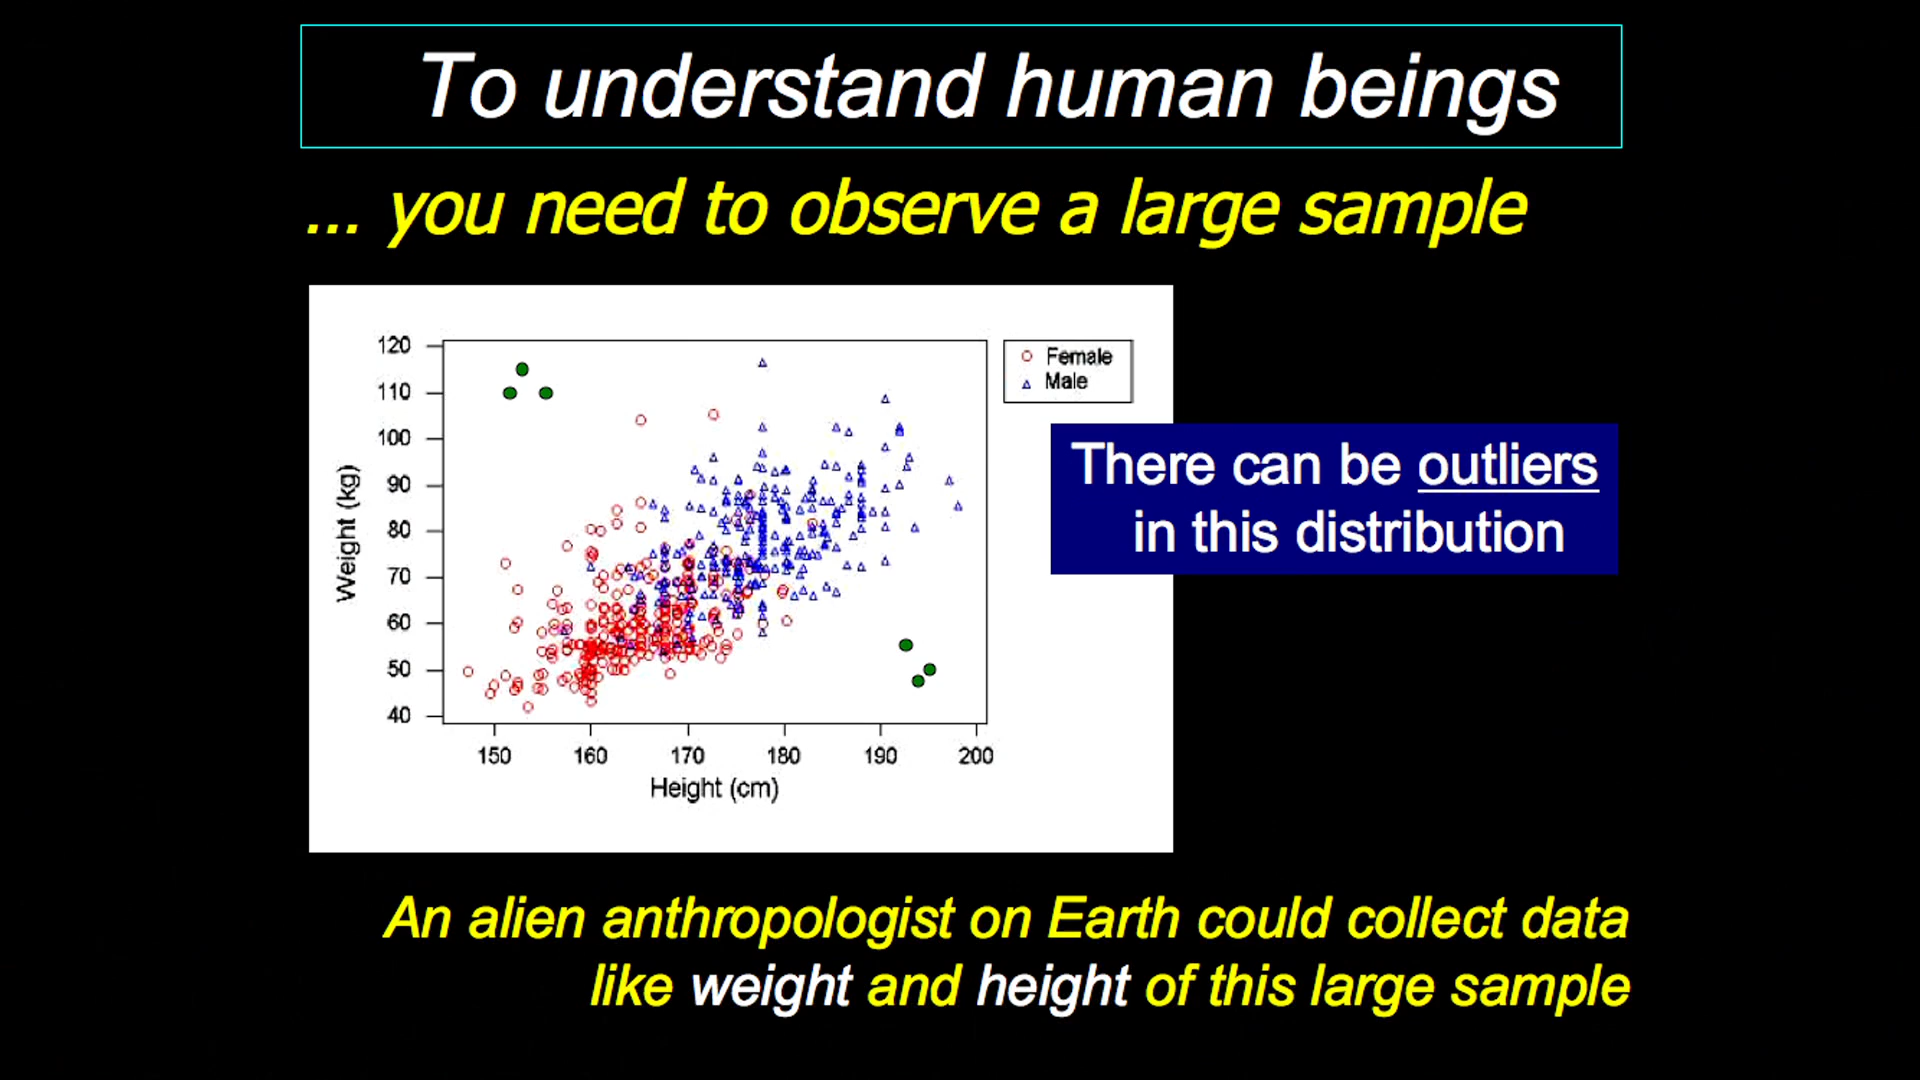 To understand human beings
... you need to observe a large sample
120
110
100
90
80
70
60
50
40
Weight (kg)
150 160 170 180 190 200
Height (cm)
Female
Male
There can be outliers
in this distribution
An alien anthropologist on Earth could collect data
like weight and height of this large sample